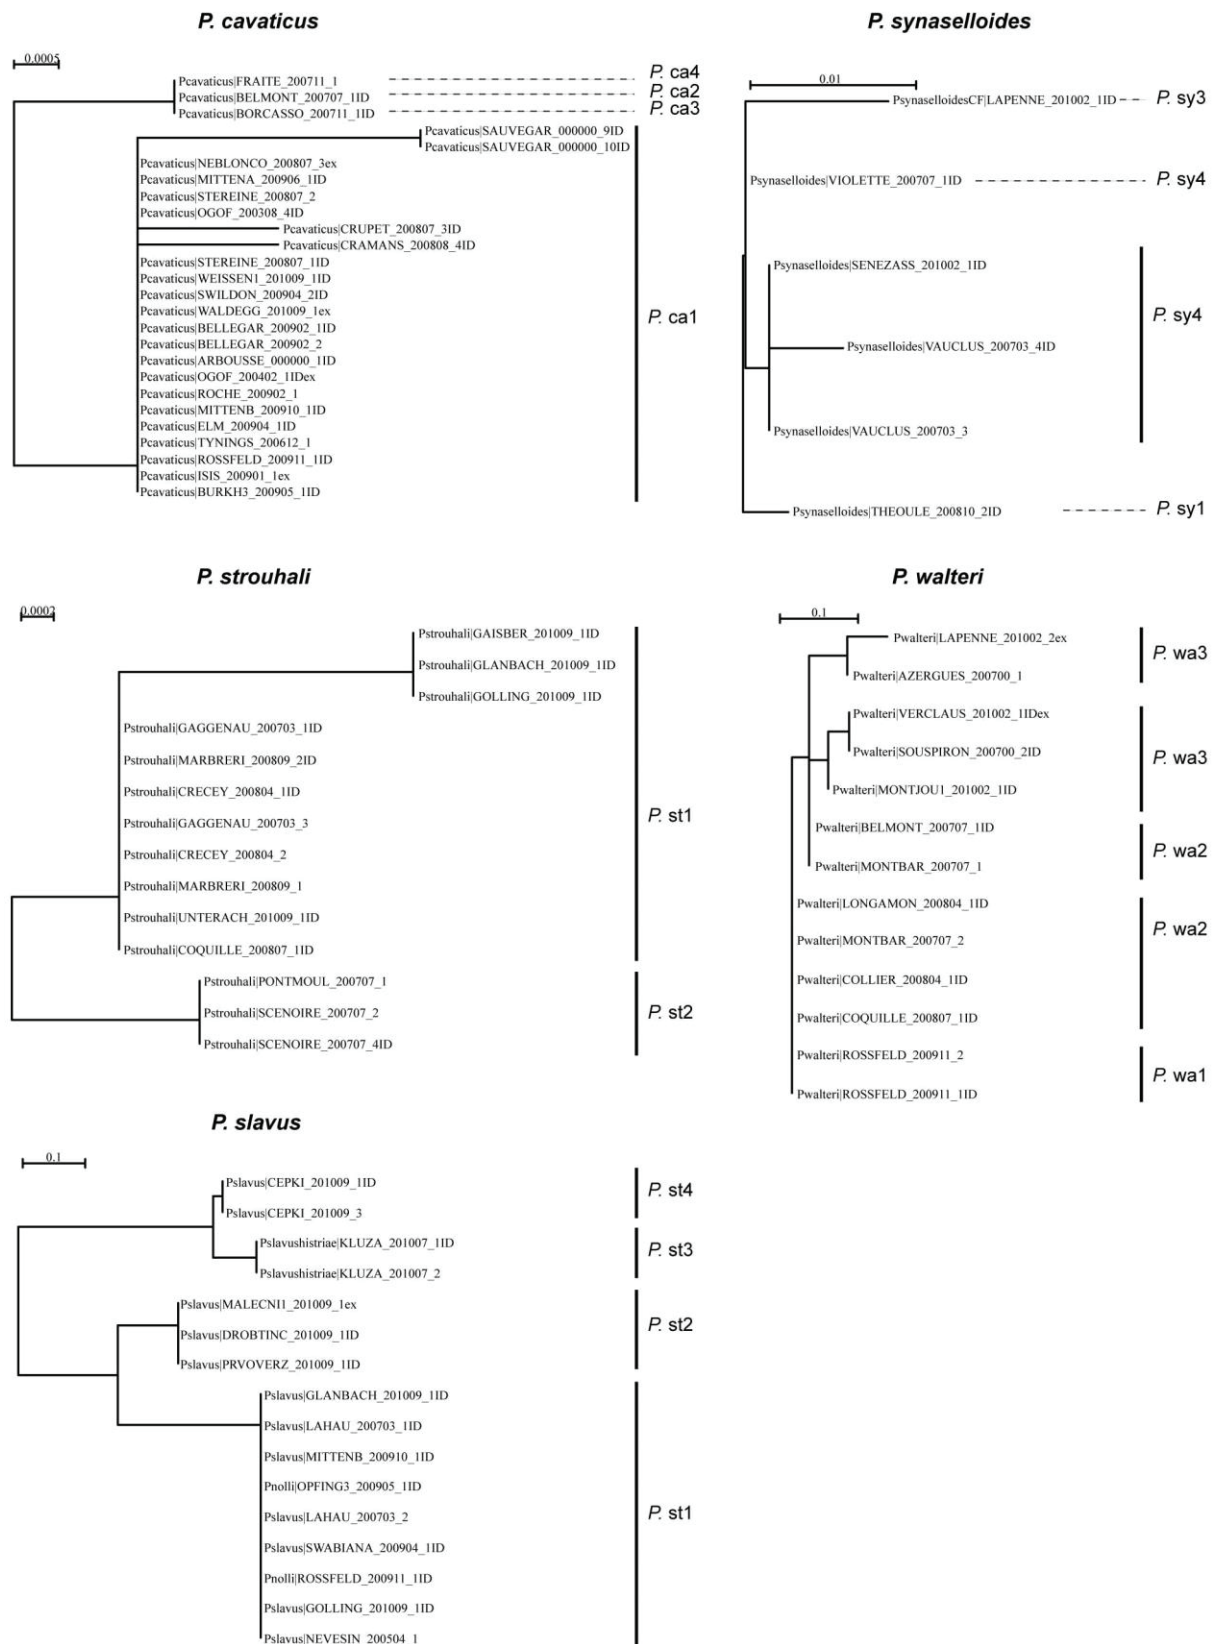 P. cavaticus
0.0005
Pcavaticus|FRAITE_200711_1
P. ca4
Pcavaticus|BELMONT_200707_1ID
P. ca2
Pcavaticus|BORCASSO_200711_1ID
P. ca3
Pcavaticus|SAUVEGAR_000000_9ID
Pcavaticus|SAUVEGAR_000000_10ID
Pcavaticus|NEBLONCO_200807_3ex
Pcavaticus|MITTENA_200906_1ID
Pcavaticus|STEREINE_200807_2
Pcavaticus|OGOF_200308_4ID
Pcavaticus|CRUPET_200807_3ID
Pcavaticus|CRAMANS_200808_4ID
Pcavaticus|STEREINE_200807_1ID
Pcavaticus|WEISSEN1_201009_1ID
Pcavaticus|SWILDON_200904_2ID
Pcavaticus|WALDEGG_201009_1ex
Pcavaticus|BELLEGAR_200902_1ID
Pcavaticus|BELLEGAR_200902_2
Pcavaticus|ARBOUSSE_000000_1ID
Pcavaticus|OGOF_200402_1IDex
Pcavaticus|ROCHE_200902_1
Pcavaticus|MITTENB_200910_1ID
Pcavaticus|ELM_200904_1ID
Pcavaticus|TYNINGS_200612_1
Pcavaticus|ROSSFELD_200911_1ID
Pcavaticus|ISIS_200901_1ex
Pcavaticus|BURKH3_200905_1ID
P. ca1
P. synaselloides
0.01
PsynaselloidesCF|LAPENNE_201002_1ID
P. sy3
Psynaselloides|VIOLETTE_200707_1ID
P. sy4
Psynaselloides|SENEZASS_201002_1ID
Psynaselloides|VAUCLUS_200703_4ID
Psynaselloides|VAUCLUS_200703_3
P. sy4
Psynaselloides|THEOULE_200810_2ID
P. sy1
P. strouhali
0.0002
Pstrouhali|GAISBER_201009_1ID
Pstrouhali|GLANBACH_201009_1ID
Pstrouhali|GOLLING_201009_1ID
Pstrouhali|GAGGENAU_200703_1ID
Pstrouhali|MARBRERI_200809_2ID
Pstrouhali|CRECEY_200804_1ID
Pstrouhali|GAGGENAU_200703_3
Pstrouhali|CRECEY_200804_2
Pstrouhali|MARBRERI_200809_1
Pstrouhali|UNTERACH_201009_1ID
Pstrouhali|COQUILLE_200807_1ID
P. st1
Pstrouhali|PONTMOUL_200707_1
Pstrouhali|SCENOIRE_200707_2
Pstrouhali|SCENOIRE_200707_4ID
P. st2
P. walteri
0.1
Pwalteri|LAPENNE_201002_2ex
Pwalteri|AZERGUES_200700_1
P. wa3
Pwalteri|VERCLAUS_201002_1IDex
Pwalteri|SOUSPIRON_200700_2ID
Pwalteri|MONTJOU1_201002_1ID
P. wa3
Pwalteri|BELMONT_200707_1ID
Pwalteri|MONTBAR_200707_1
P. wa2
Pwalteri|LONGAMON_200804_1ID
Pwalteri|MONTBAR_200707_2
Pwalteri|COLLIER_200804_1ID
Pwalteri|COQUILLE_200807_1ID
P. wa2
Pwalteri|ROSSFELD_200911_2
Pwalteri|ROSSFELD_200911_1ID
P. wa1
P. slavus
0.1
Pslavus|CEPKI_201009_1ID
Pslavus|CEPKI_201009_3
P. st4
Pslavushistriae|KLUZA_201007_1ID
Pslavushistriae|KLUZA_201007_2
P. st3
Pslavus|MALECNI1_201009_1ex
Pslavus|DROBTINC_201009_1ID
Pslavus|PRVOVERZ_201009_1ID
P. st2
Pslavus|GLANBACH_201009_1ID
Pslavus|LAHAU_200703_1ID
Pslavus|MITTENB_200910_1ID
Pnolli|OPFING3_200905_1ID
Pslavus|LAHAU_200703_2
Pslavus|SWABIANA_200904_1ID
Pnolli|ROSSFELD_200911_1ID
Pslavus|GOLLING_201009_1ID
Pslavus|NEVESIN_200504_1
P. st1